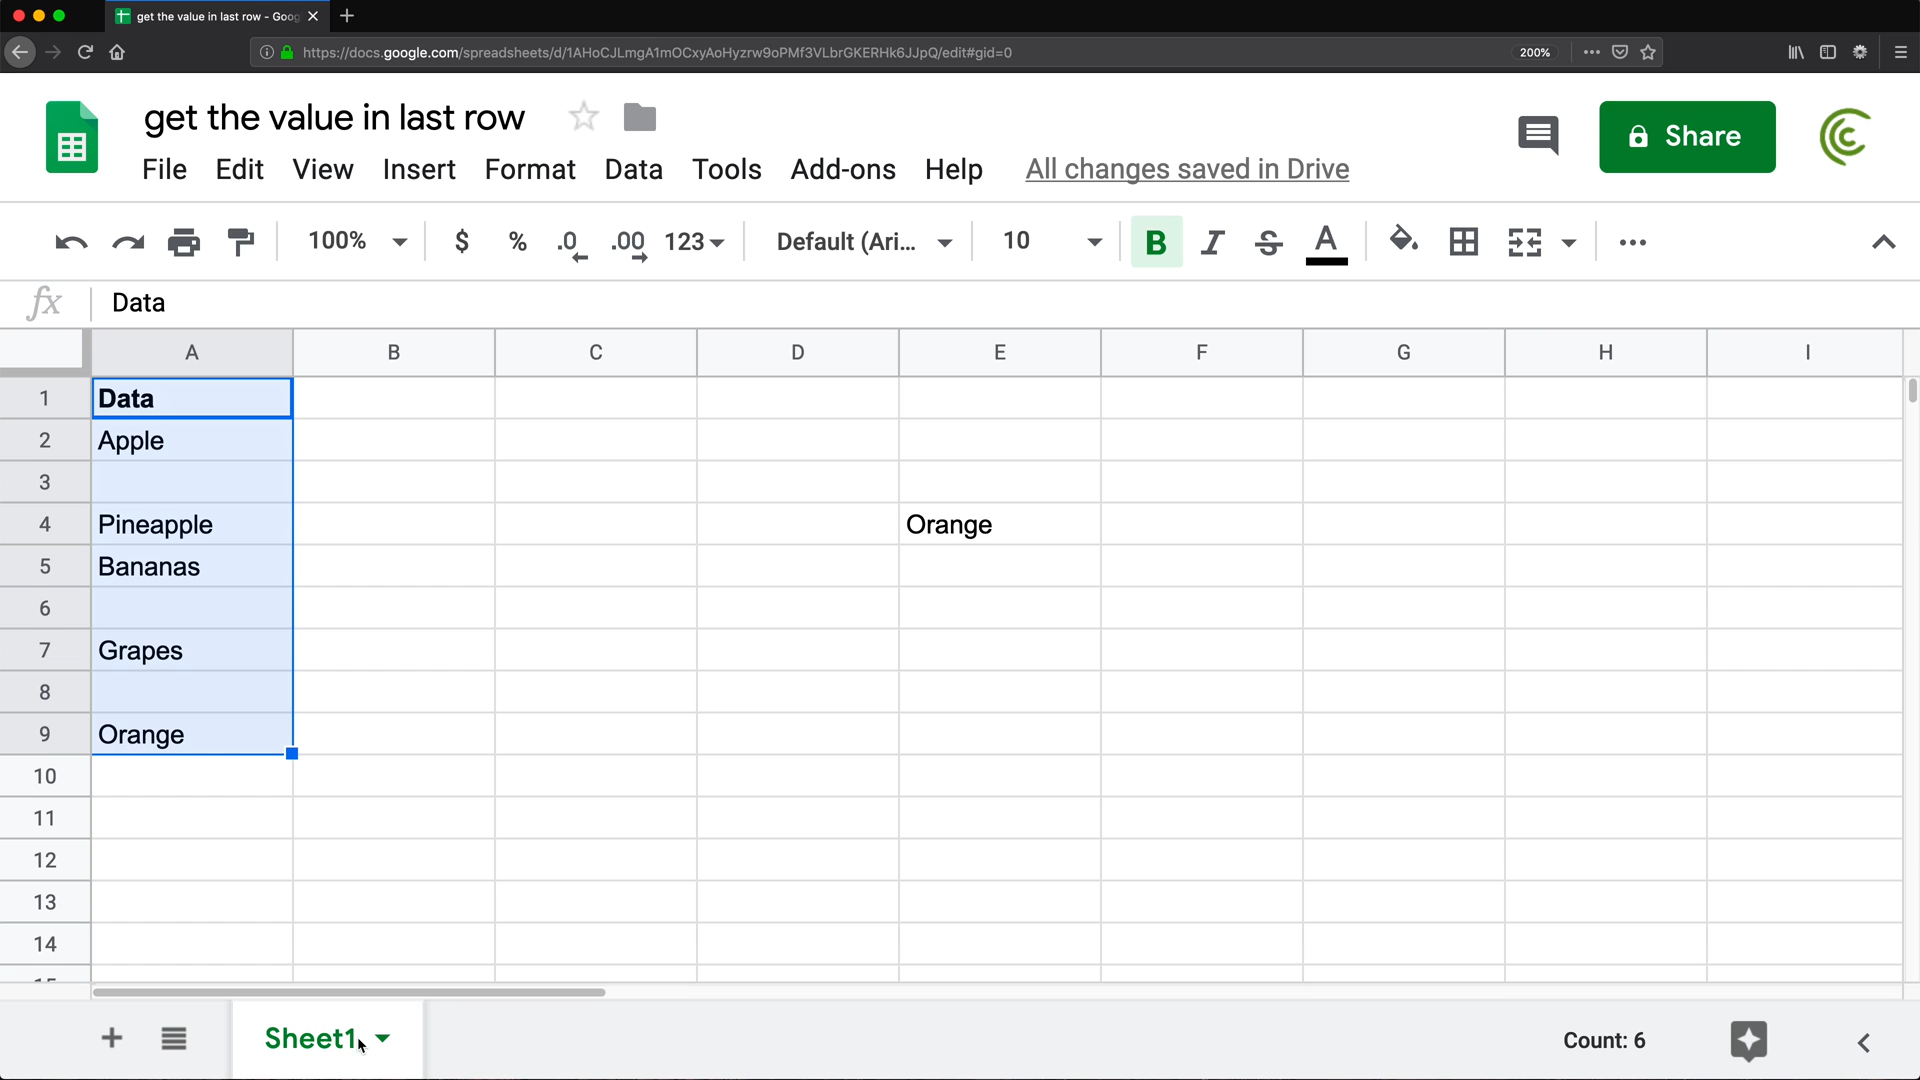 get the value in last row - Goog
https://docs.google.com/spreadsheets/d/1AHoCJLmgA1mOCxyAoHyzrw9oPMf3VLbrGKERHk6JJpQ/edit#gid=0 200%
get the value in last row
Share
File Edit View Insert Format Data Tools Add-ons Help All changes saved in Drive
100% $ % .0 .00 123 Default (Ari... 10 B I S A
fx Data
A B C D E F G H I
1 Data
2 Apple
3
4 Pineapple Orange
5 Bananas
6
7 Grapes
8
9 Orange
10
11
12
13
14
Sheet1 Count: 6